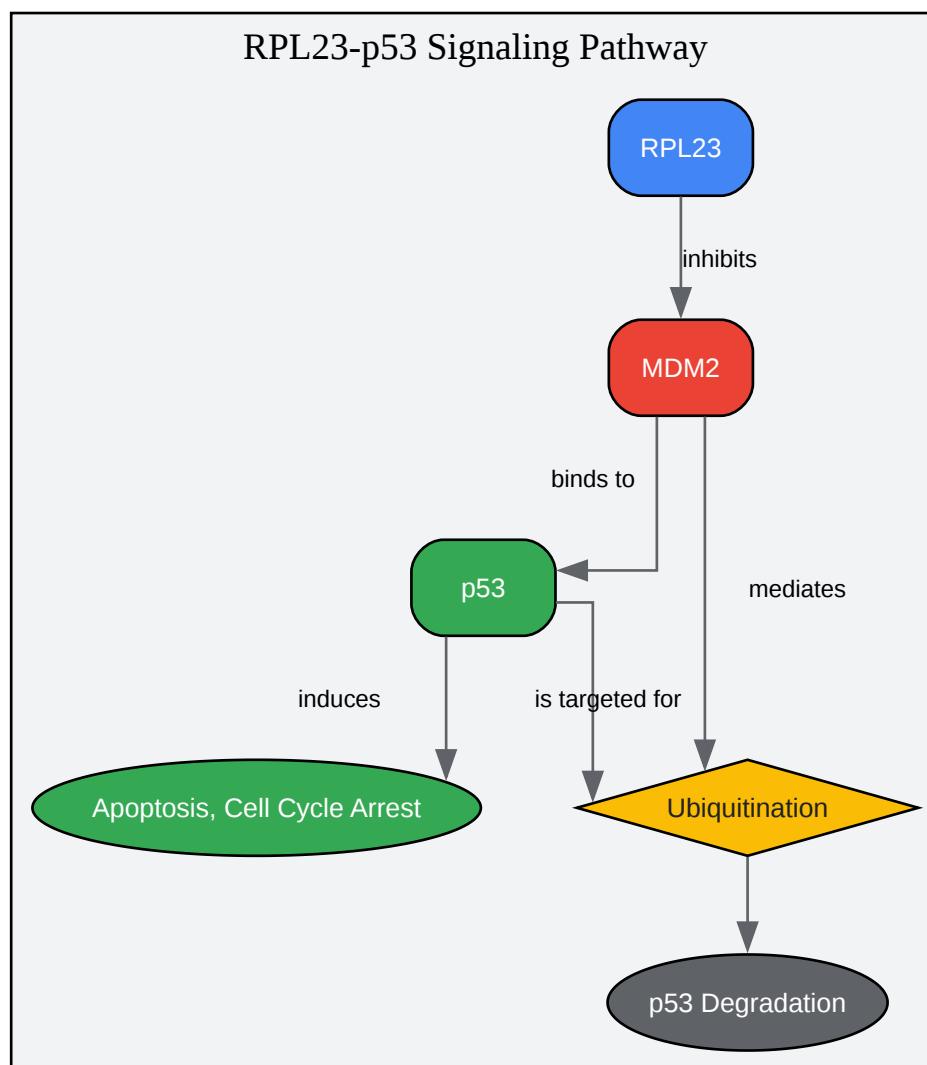 RPL23-p53 Signaling Pathway
RPL23
inhibits
MDM2
binds to
p53
mediates
induces
is targeted for
Apoptosis, Cell Cycle Arrest
Ubiquitination
p53 Degradation